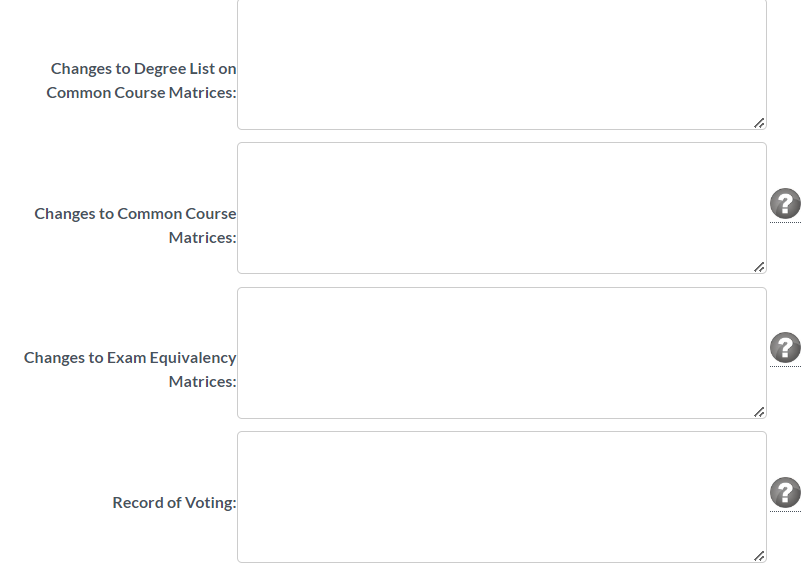 Changes to Degree List on
Common Course Matrices:
Changes to Common Course
Matrices:
?
Changes to Exam Equivalency
Matrices:
?
Record of Voting:
?